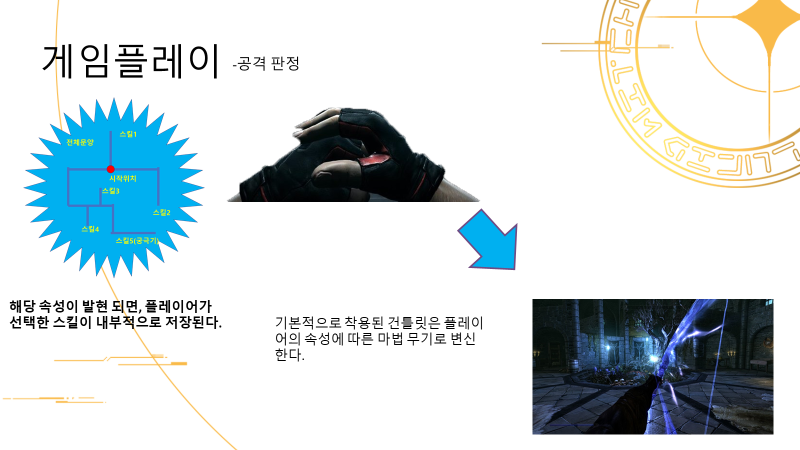 게임플레이 -공격 판정
스킬1
전체문양
시작위치
스킬3
스킬2
스킬4
스킬5(궁극기)
해당 속성이 발현 되면, 플레이어가
선택한 스킬이 내부적으로 저장된다.
기본적으로 착용된 건틀릿은 플레이
어의 속성에 따른 마법 무기로 변신
한다.